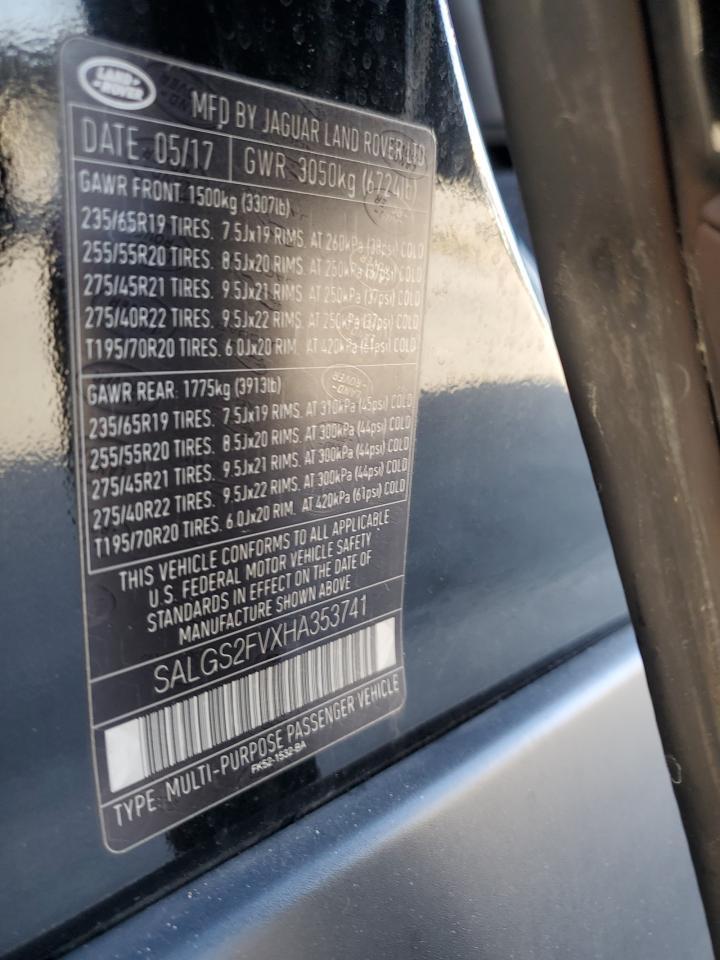 LAND
ROVER
MFD BY JAGUAR LAND ROVER LTD
DATE 05/17 GWR 3050kg (6724lb)
GAWR FRONT 1500kg (3307lb)
235/65R19 TIRES. 7.5Jx19 RIMS. AT 260kPa (38psi) COLD
255/55R20 TIRES. 8.5Jx20 RIMS. AT 250kPa (37psi) COLD
275/45R21 TIRES. 9.5Jx21 RIMS. AT 250kPa (37psi) COLD
275/40R22 TIRES. 9.5Jx22 RIMS. AT 250kPa (37psi) COLD
T195/70R20 TIRES. 6.0Jx20 RIM. AT 420kPa (61psi) COLD
GAWR REAR: 1775kg (3913lb)
235/65R19 TIRES. 7.5Jx19 RIMS. AT 310kPa (45psi) COLD
255/55R20 TIRES. 8.5Jx20 RIMS. AT 300kPa (44psi) COLD
275/45R21 TIRES. 9.5Jx21 RIMS. AT 300kPa (44psi) COLD
275/40R22 TIRES. 9.5Jx22 RIMS. AT 300kPa (44psi) COLD
T195/70R20 TIRES. 6.0Jx20 RIM. AT 420kPa (61psi) COLD
THIS VEHICLE CONFORMS TO ALL APPLICABLE
U.S. FEDERAL MOTOR VEHICLE SAFETY
STANDARDS IN EFFECT ON THE DATE OF
MANUFACTURE SHOWN ABOVE
SALGS2FVXHA353741
TYPE MULTI-PURPOSE PASSENGER VEHICLE
FK52-1532-BA